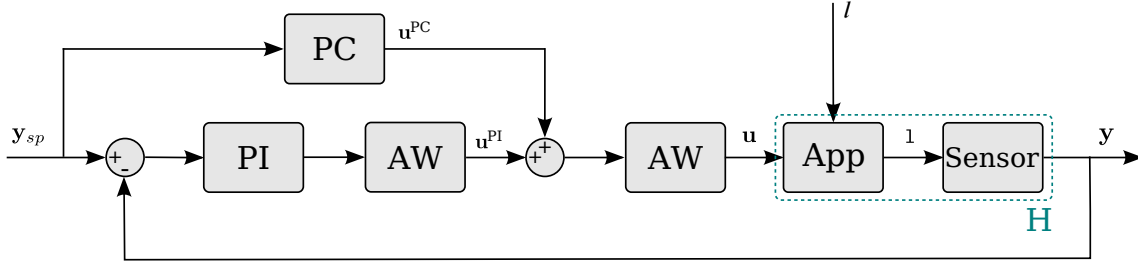 l
PC
u^PC
y_sp
+
-
PI
AW
u^PI
+
+
AW
u
App
1
Sensor
y
H